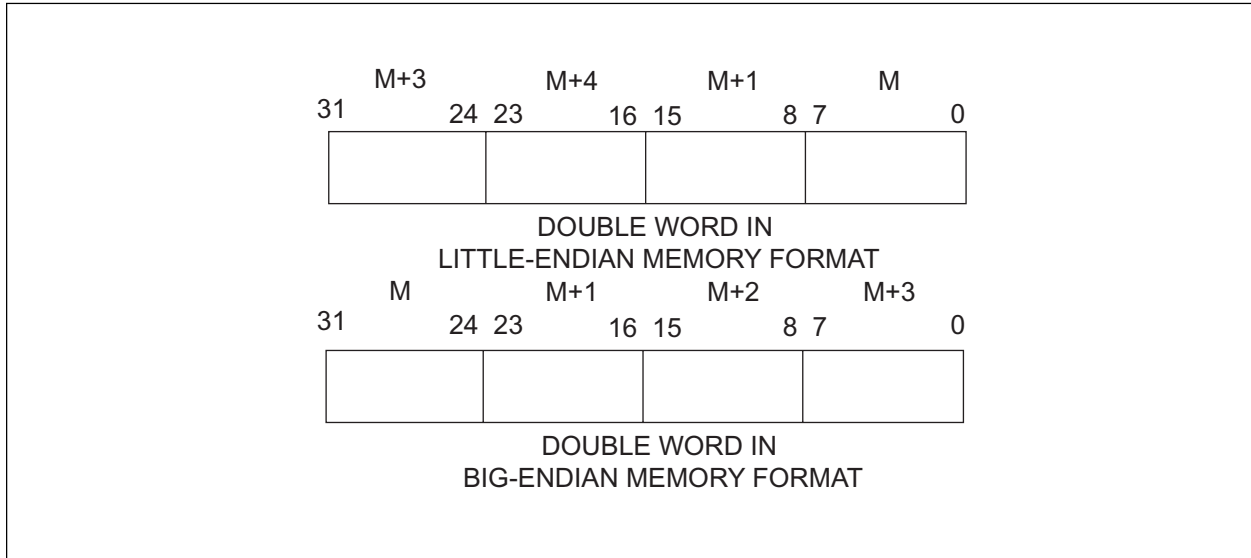 M+3 M+4 M+1 M
31 24 23 16 15 8 7 0
DOUBLE WORD IN
LITTLE-ENDIAN MEMORY FORMAT
M M+1 M+2 M+3
31 24 23 16 15 8 7 0
DOUBLE WORD IN
BIG-ENDIAN MEMORY FORMAT